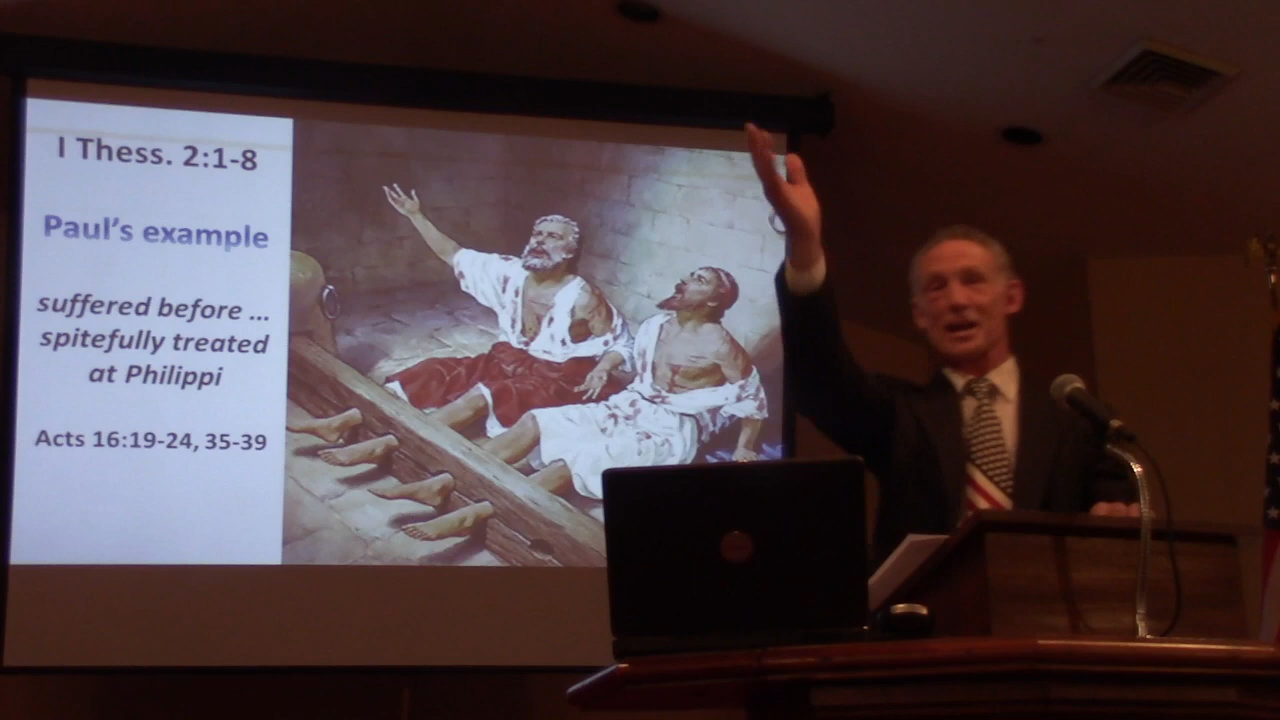 I Thess. 2:1-8
Paul's example
suffered before ...
spitefully treated
at Philippi
Acts 16:19-24, 35-39